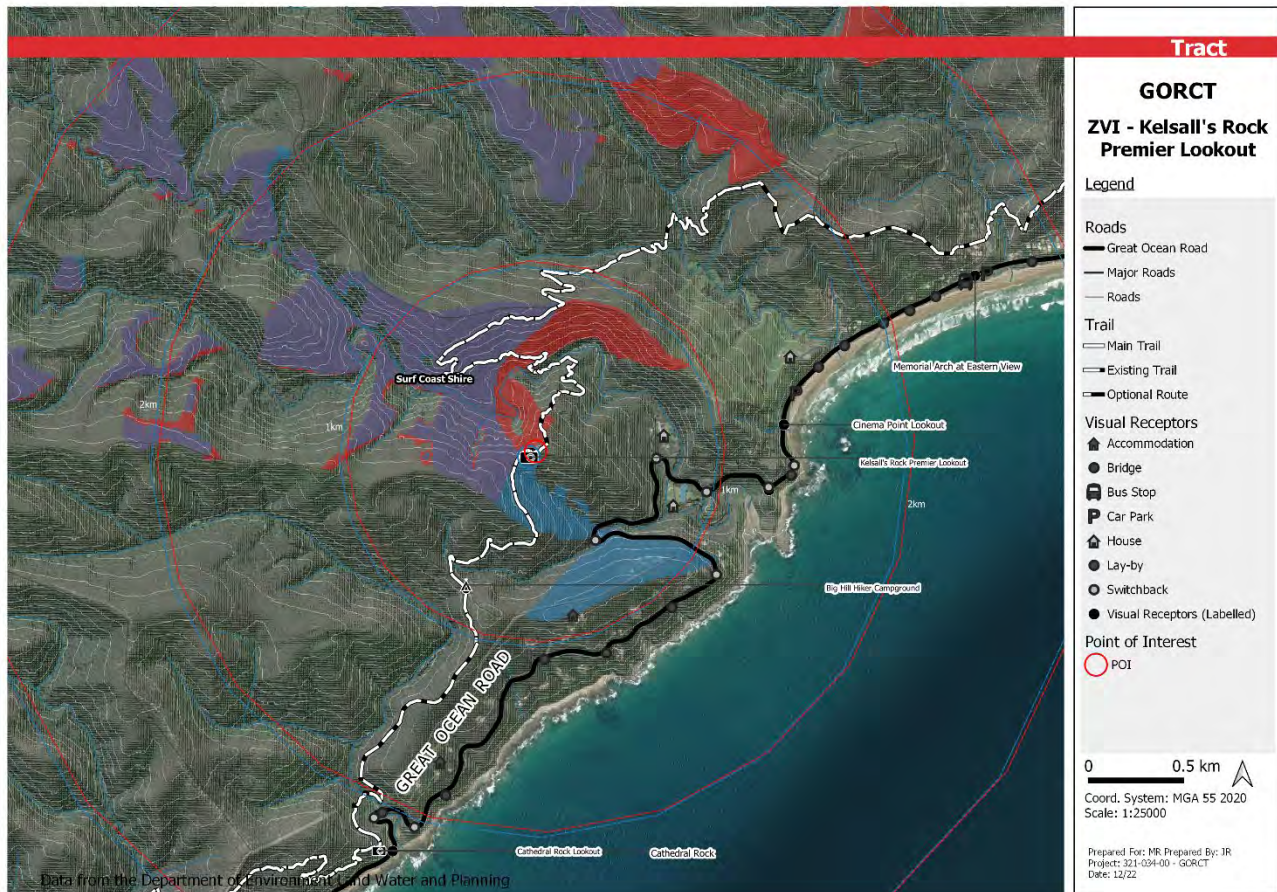 Tract
GORCT
ZVI - Kelsall's Rock
Premier Lookout
Legend
Roads
Great Ocean Road
Major Roads
Roads
Trail
Main Trail
Existing Trail
Optional Route
Visual Receptors
Accommodation
Bridge
Bus Stop
Car Park
House
Lay-by
Switchback
Visual Receptors (Labelled)
Point of Interest
POI
0 0.5 km
Coord. System: MGA 55 2020
Scale: 1:25000
Prepared For: MR Prepared By: JR
Project: 321-034-00 - GORCT
Date: 12/22
Memorial Arch at Eastern View
Surf Coast Shire
2km
1km
Cinema Point Lookout
Kelsall's Rock Premier Lookout
1km
2km
Big Hill Hiker Campground
GREAT OCEAN ROAD
Cathedral Rock Lookout
Cathedral Rock
Data from the Department of Environment Land Water and Planning